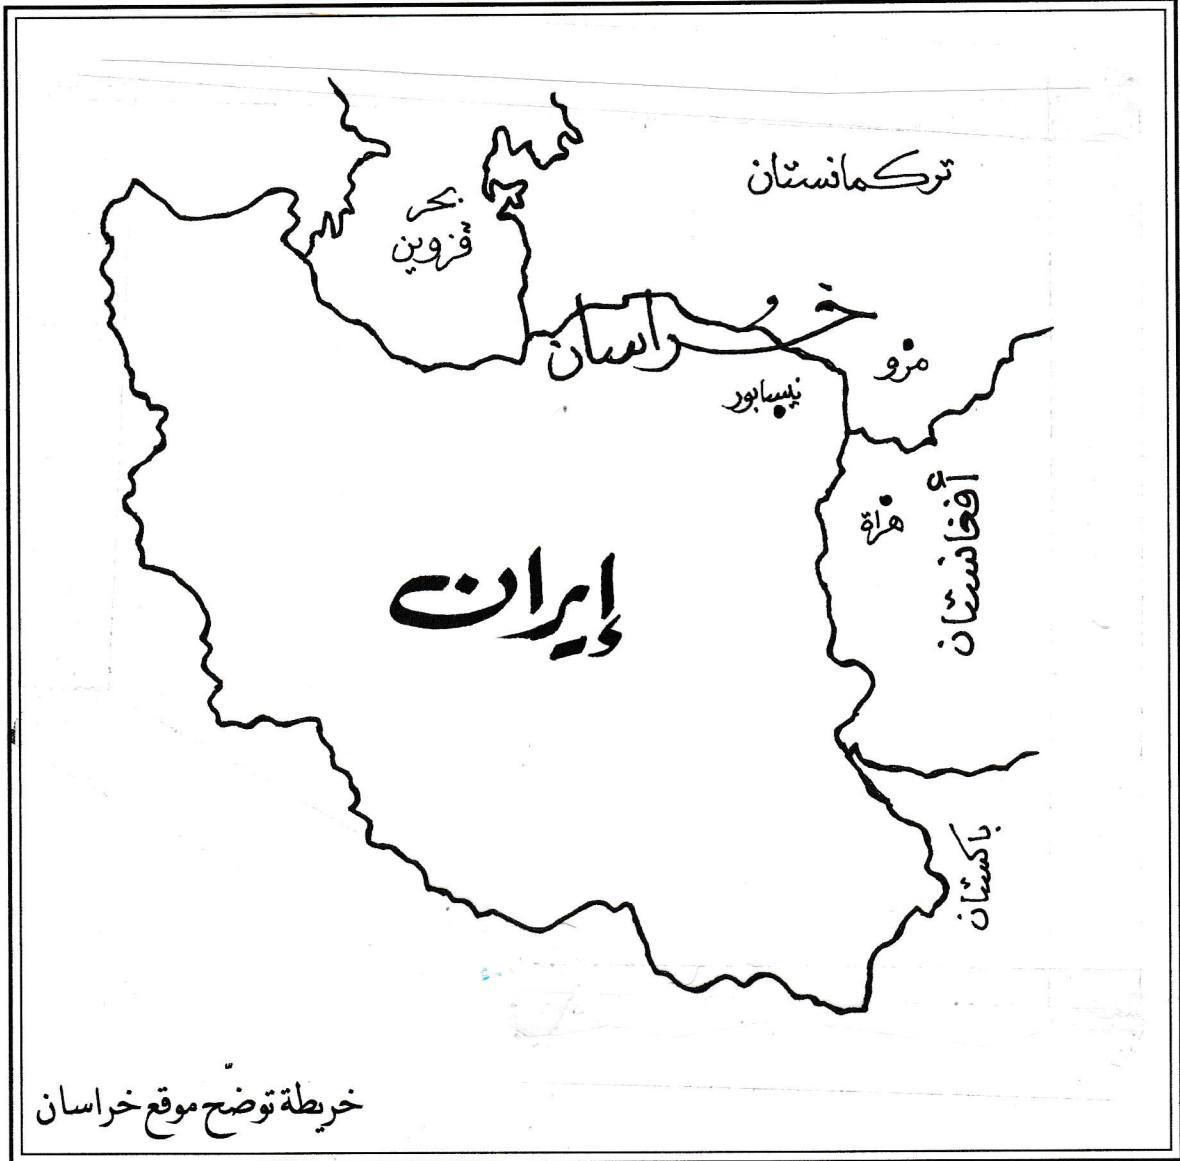 تركمانستان
بحر
قزوين
خراسان
مرو
نيسابور
هراة
أفغانستان
إيران
باكستان
خريطة توضّح موقع خراسان